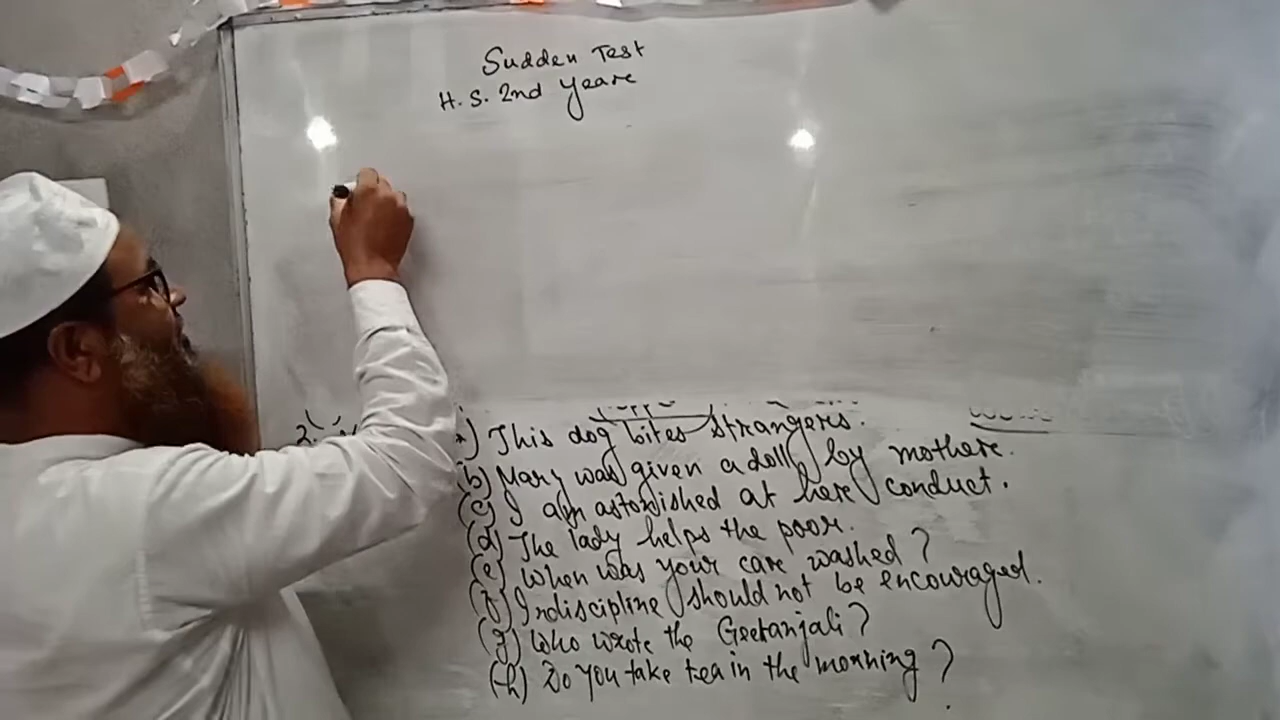 Sudden Test
H. S. 2nd Yeare
2.
a) This dog bites strangers.
(b) Mary was given a doll by mothere.
(c) I am astonished at here conduct.
(d) The lady helps the poor.
(e) When was your care washed?
(f) Indiscipline should not be encouraged.
(g) Who wrote the Geetanjali?
(h) Do you take tea in the morning?